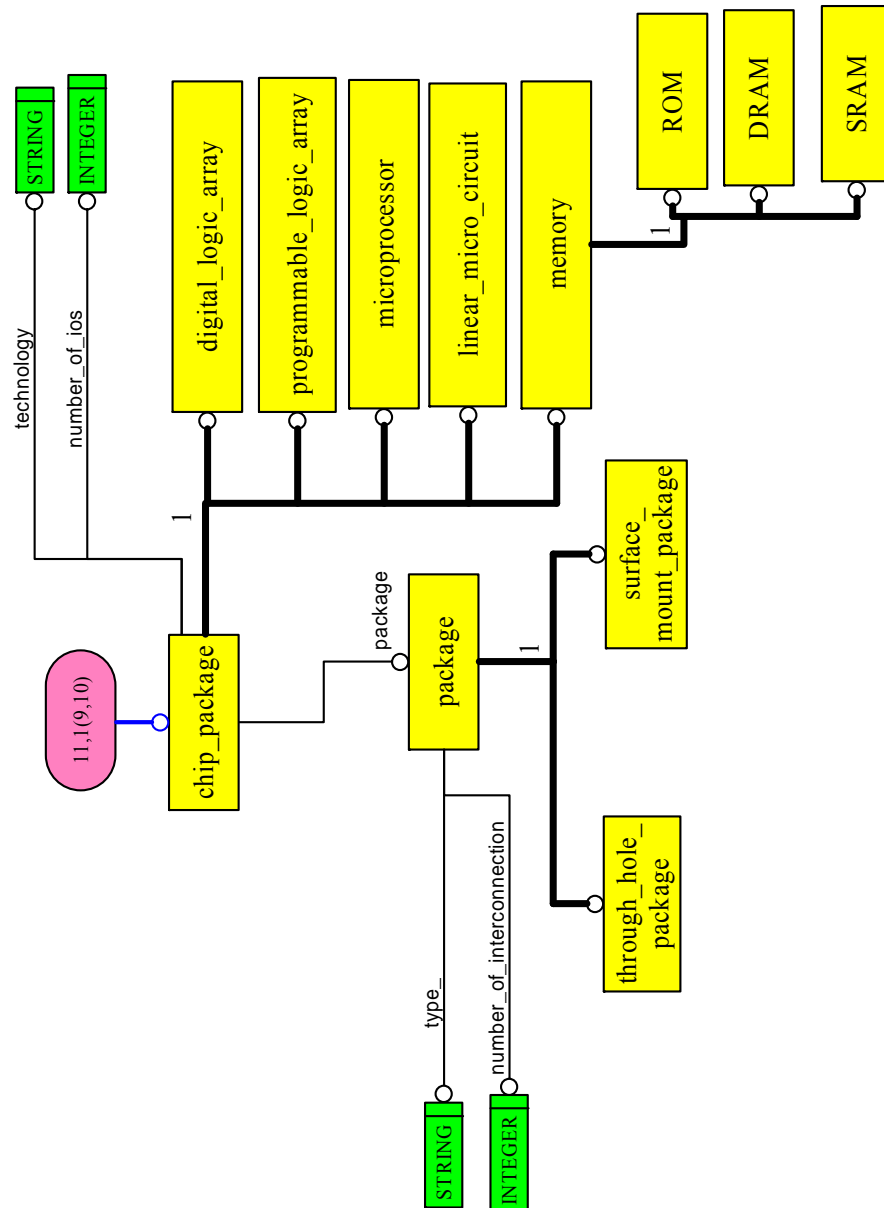 STRING
INTEGER
technology
number_of_ios
digital_logic_array
programmable_logic_array
microprocessor
linear_micro_circuit
memory
ROM
DRAM
SRAM
1
1
11,1(9,10)
chip_package
package
package
1
surface_
mount_package
through_hole_
package
type_
number_of_interconnection
STRING
INTEGER